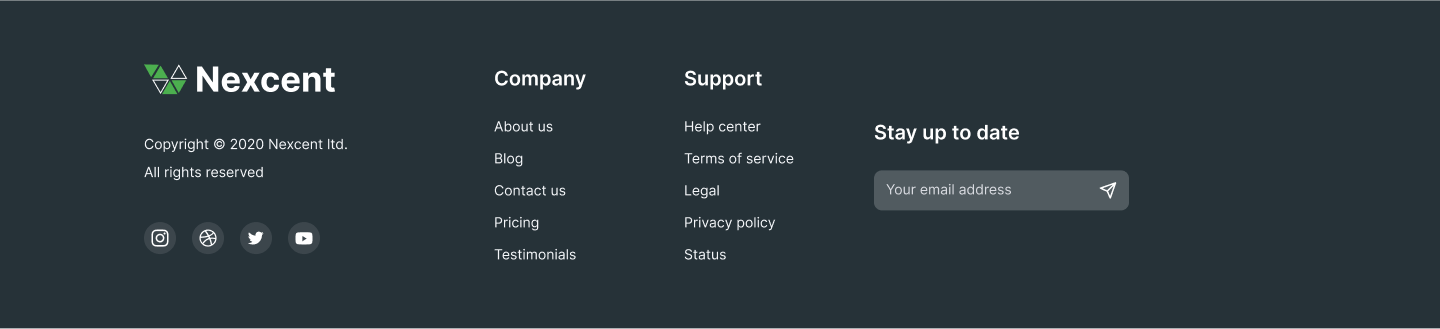 Nexcent
Copyright © 2020 Nexcent ltd.
All rights reserved
Company
About us
Blog
Contact us
Pricing
Testimonials
Support
Help center
Terms of service
Legal
Privacy policy
Status
Stay up to date
Your email address